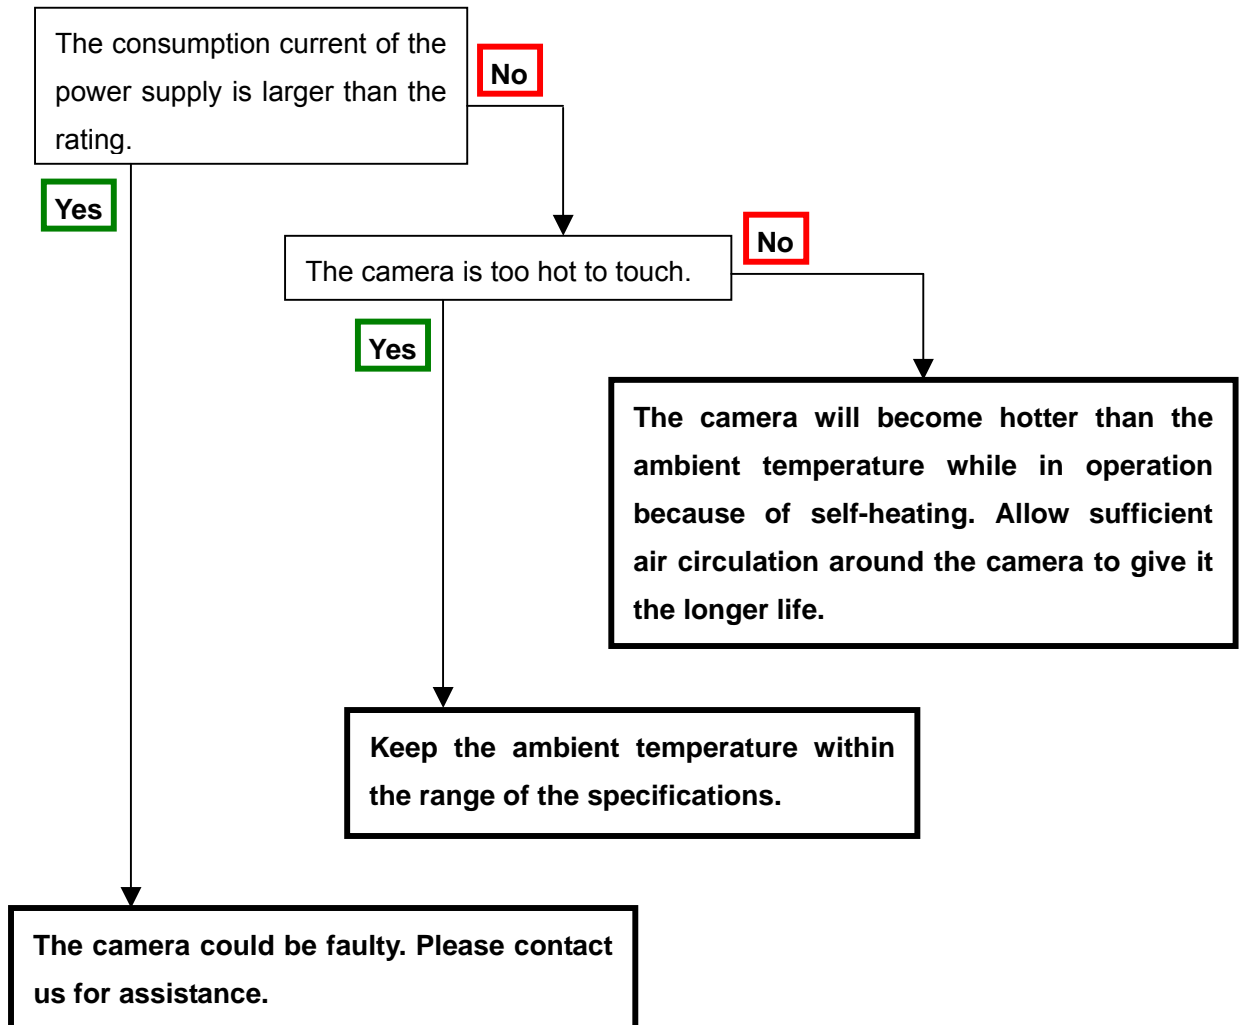 The consumption current of the
power supply is larger than the
rating.
No
Yes
The camera is too hot to touch.
No
Yes
The camera will become hotter than the
ambient temperature while in operation
because of self-heating. Allow sufficient
air circulation around the camera to give it
the longer life.
Keep the ambient temperature within
the range of the specifications.
The camera could be faulty. Please contact
us for assistance.